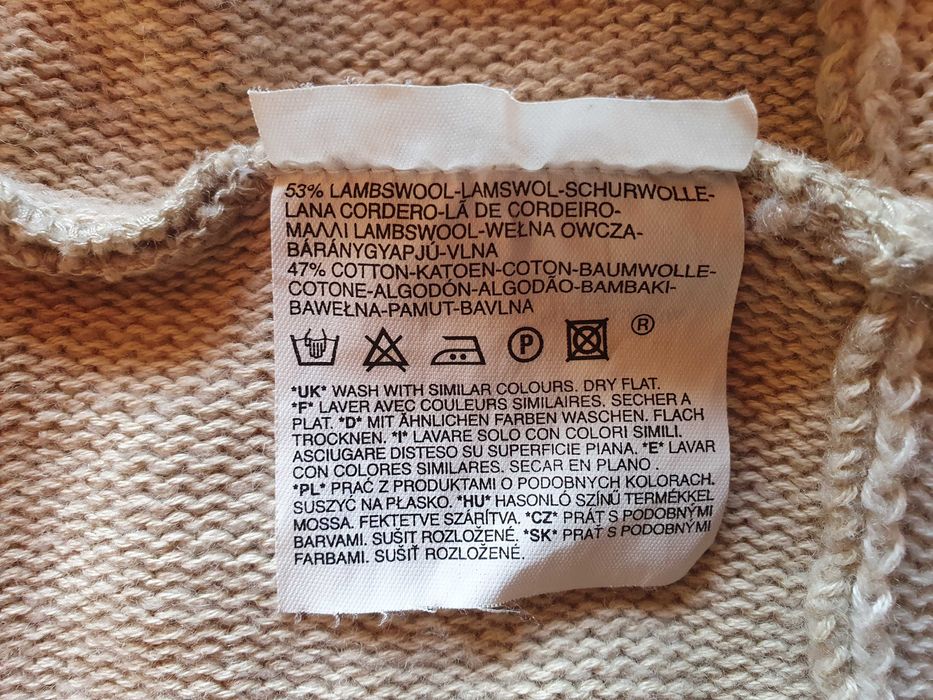 53% LAMBSWOOL-LAMSWOL-SCHURWOLLE-
LANA CORDERO-LÃ DE CORDEIRO-
ΜΑΛΛΙ LAMBSWOOL-WEŁNA OWCZA-
BÁRÁNYGYAPJÚ-VLNA
47% COTTON-KATOEN-COTON-BAUMWOLLE-
COTONE-ALGODÓN-ALGODÃO-BAMBAKI-
BAWEŁNA-PAMUT-BAVLNA
P ®
*UK* WASH WITH SIMILAR COLOURS. DRY FLAT.
*F* LAVER AVEC COULEURS SIMILAIRES. SECHER A
PLAT. *D* MIT ÄHNLICHEN FARBEN WASCHEN. FLACH
TROCKNEN. *I* LAVARE SOLO CON COLORI SIMILI.
ASCIUGARE DISTESO SU SUPERFICIE PIANA. *E* LAVAR
CON COLORES SIMILARES. SECAR EN PLANO .
*PL* PRAĆ Z PRODUKTAMI O PODOBNYCH KOLORACH.
SUSZYĆ NA PŁASKO. *HU* HASONLÓ SZÍNŰ TERMÉKKEL
MOSSA. FEKTETVE SZÁRÍTVA. *CZ* PRÁT S PODOBNÝMI
BARVAMI. SUŠIT ROZLOŽENÉ. *SK* PRAŤ S PODOBNÝMI
FARBAMI. SUŠIŤ ROZLOŽENÉ.